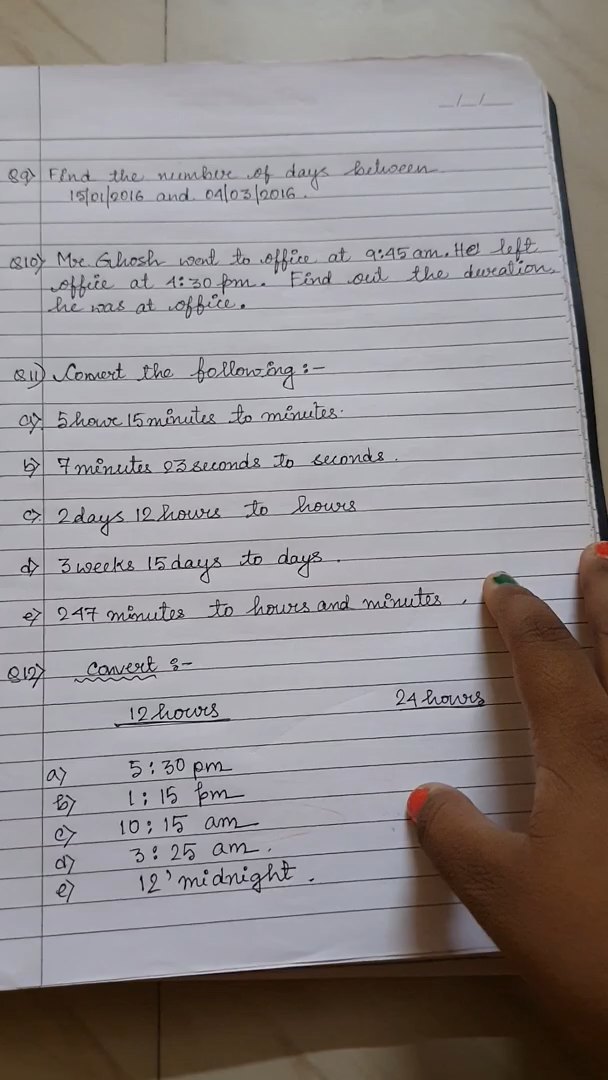 _/_/_
Q9) Find the number of days between
15/01/2016 and 04/03/2016.
Q10) Mr. Ghosh went to office at 9:45 am. He left
office at 4:30 pm. Find out the duration
he was at office.
Q11) Convert the following :-
a) 5 hour 15 minutes to minutes.
b) 7 minutes 23 seconds to seconds.
c) 2 days 12 hours to hours
d) 3 weeks 15 days to days.
e) 247 minutes to hours and minutes.
Q12) Convert :-
12 hours 24 hours
a) 5:30 pm
b) 1:15 pm
c) 10:15 am
d) 3:25 am.
e) 12' midnight.